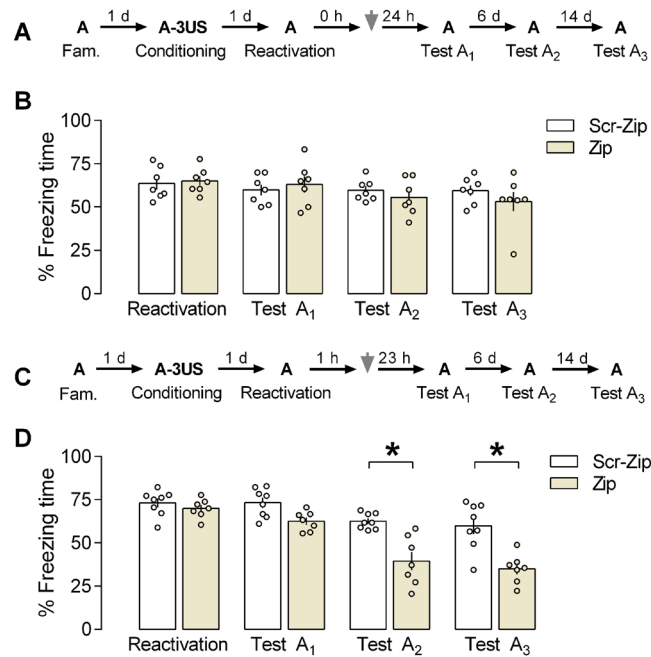 A
A 1 d A-3US 1 d A 0 h 24 h A 6 d A 14 d A
Fam. Conditioning Reactivation Test A₁ Test A₂ Test A₃
B
% Freezing time
100
75
50
25
0
Scr-Zip
Zip
Reactivation Test A₁ Test A₂ Test A₃
C
A 1 d A-3US 1 d A 1 h 23 h A 6 d A 14 d A
Fam. Conditioning Reactivation Test A₁ Test A₂ Test A₃
D
% Freezing time
100
75
50
25
0
* *
Scr-Zip
Zip
Reactivation Test A₁ Test A₂ Test A₃